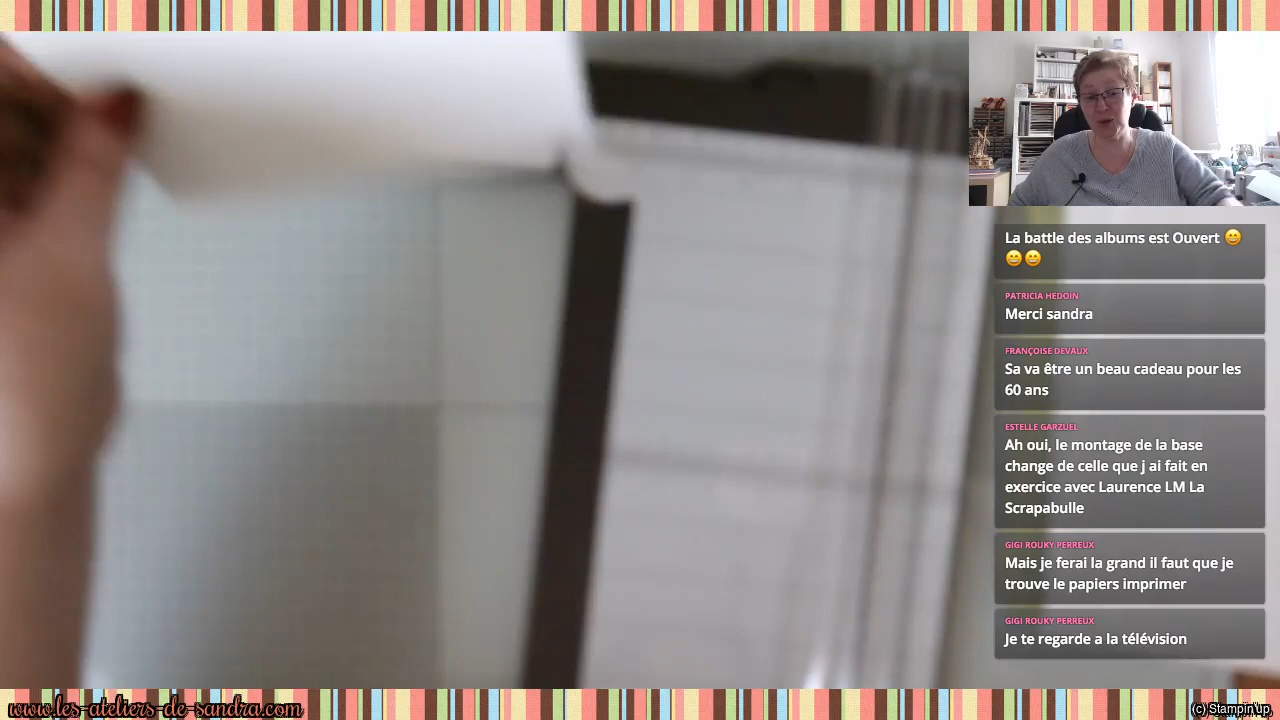 La battle des albums est Ouvert 😊
😁😁
PATRICIA HEDOIN
Merci sandra
FRANÇOISE DEVAUX
Sa va être un beau cadeau pour les
60 ans
ESTELLE GARZUEL
Ah oui, le montage de la base
change de celle que j ai fait en
exercice avec Laurence LM La
Scrapabulle
GIGI ROUKY PERREUX
Mais je ferai la grand il faut que je
trouve le papiers imprimer
GIGI ROUKY PERREUX
Je te regarde a la télévision
www.les-ateliers-de-sandra.com
(c) Stampin'up,